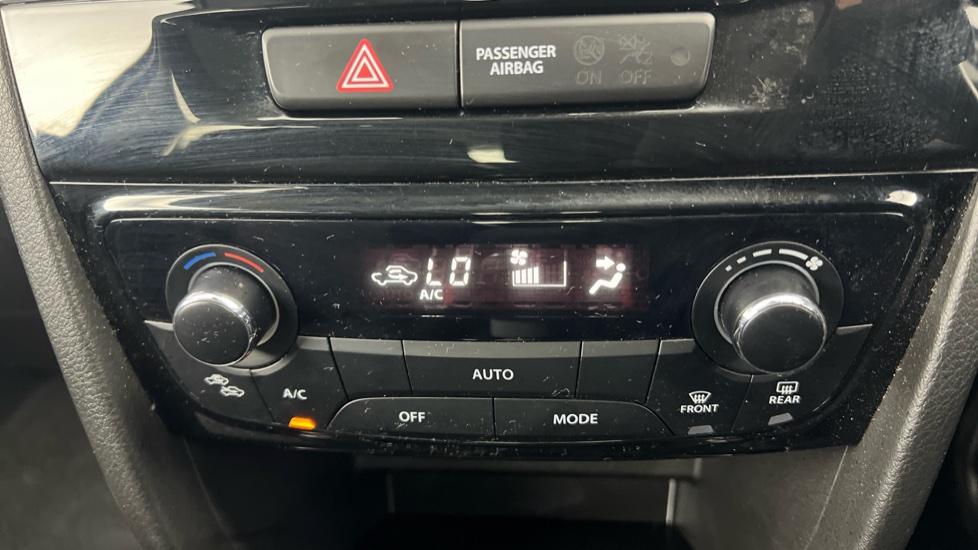 PASSENGER
AIRBAG
ON OFF
LO
A/C
A/C
AUTO
OFF
MODE
FRONT
REAR